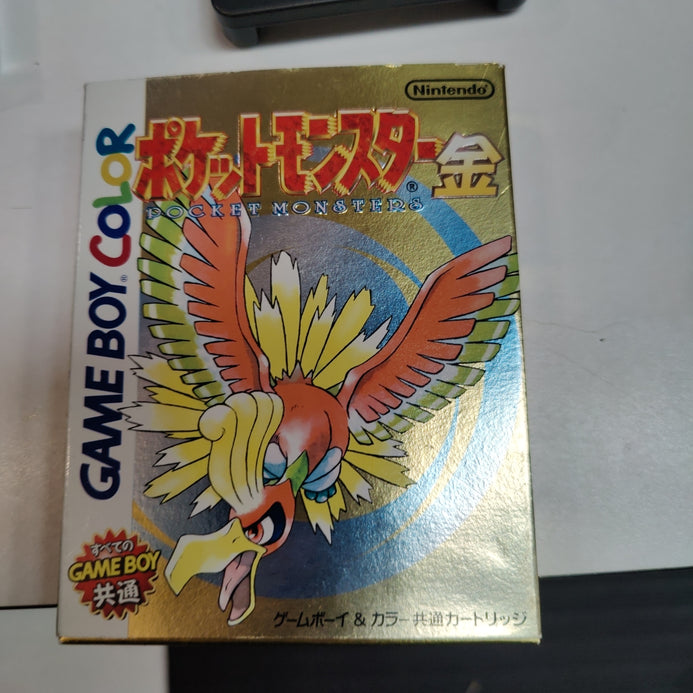 Nintendo
ポケットモンスター金
®
POCKET MONSTERS
GAME BOY COLOR
®
すべての
GAME BOY
共通
ゲームボーイ & カラー 共通カートリッジ